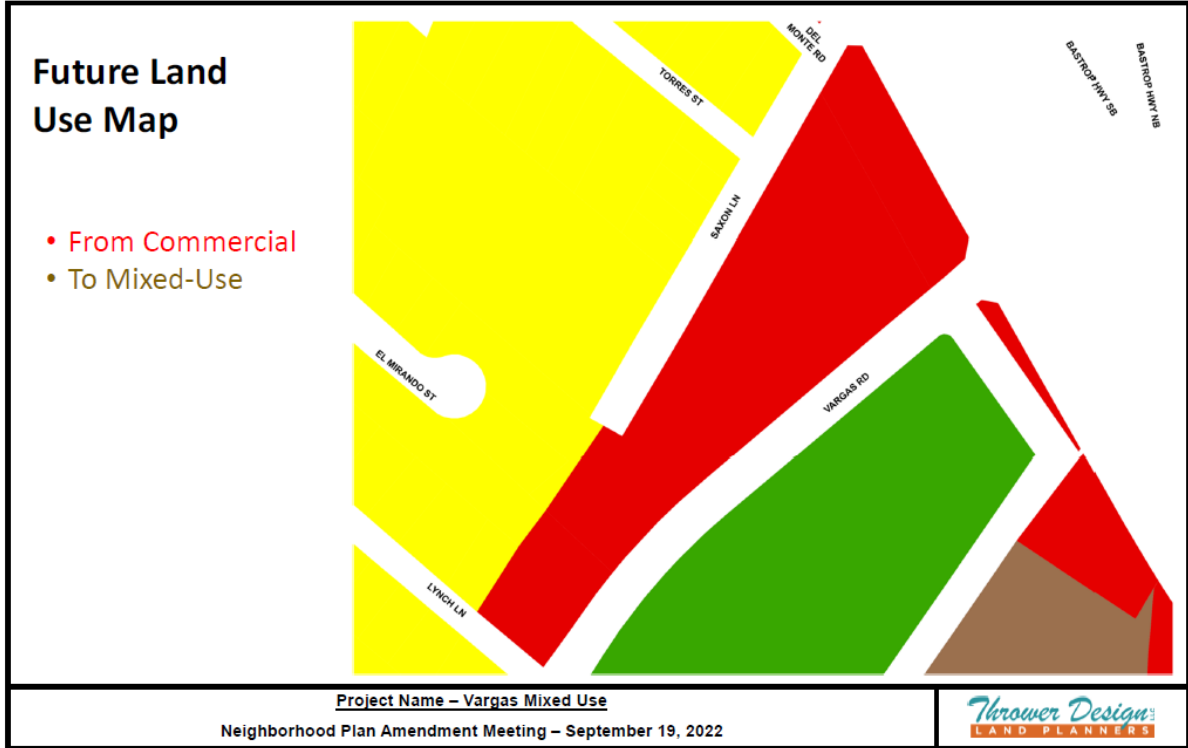 Future Land
Use Map
• From Commercial
• To Mixed-Use
DEL
MONTE RD
BASTROP HWY SB
BASTROP HWY NB
TORRES ST
SAXON LN
EL MIRANDO ST
VARGAS RD
LYNCH LN
Project Name – Vargas Mixed Use
Neighborhood Plan Amendment Meeting – September 19, 2022
Thrower Design LLC
LAND PLANNERS